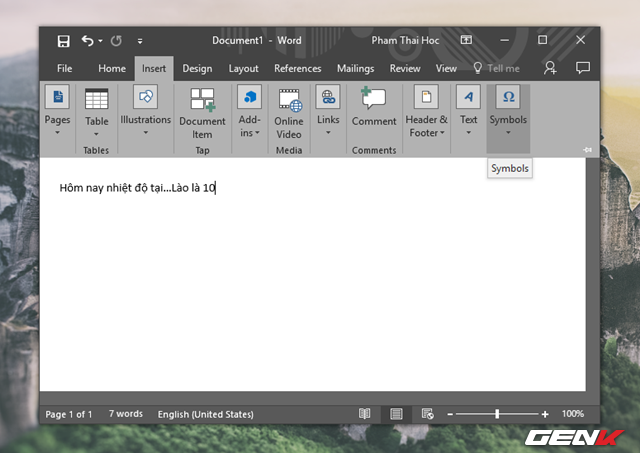 Document1 - Word
Pham Thai Hoc
File Home Insert Design Layout References Mailings Review View Tell me
Pages Table Illustrations Document Item Add-ins Online Video Links Comment Header & Footer Text Symbols
Tables Tap Media Comments
Symbols
Hôm nay nhiệt độ tại...Lào là 10
Page 1 of 1 7 words English (United States) 100%
GENK